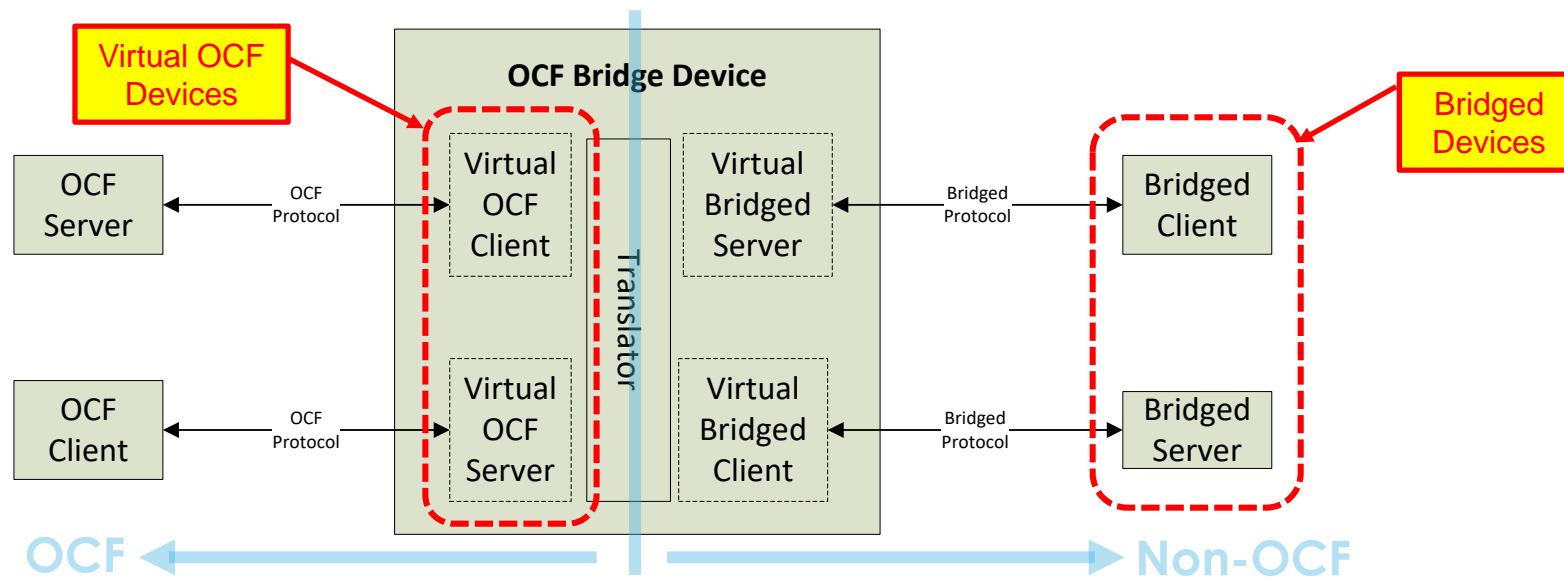 Virtual OCF
Devices
OCF Bridge Device
Bridged
Devices
OCF
Server
OCF
Protocol
Virtual
OCF
Client
Translator
Virtual
Bridged
Server
Bridged
Protocol
Bridged
Client
OCF
Client
OCF
Protocol
Virtual
OCF
Server
Virtual
Bridged
Client
Bridged
Protocol
Bridged
Server
OCF
Non-OCF